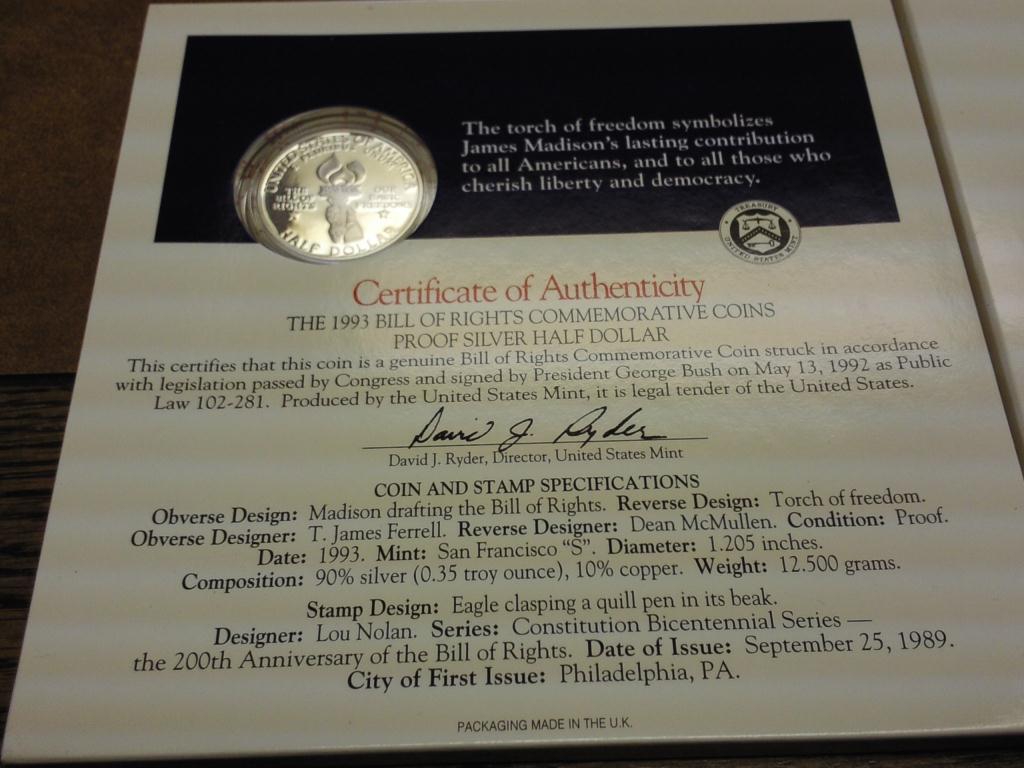 The torch of freedom symbolizes
James Madison's lasting contribution
to all Americans, and to all those who
cherish liberty and democracy.
UNITED STATES OF AMERICA
E PLURIBUS UNUM
THE
BILL OF
RIGHTS
OUR
BASIC
FREEDOMS
HALF DOLLAR
TREASURY
UNITED STATES MINT
Certificate of Authenticity
THE 1993 BILL OF RIGHTS COMMEMORATIVE COINS
PROOF SILVER HALF DOLLAR
This certifies that this coin is a genuine Bill of Rights Commemorative Coin struck in accordance
with legislation passed by Congress and signed by President George Bush on May 13, 1992 as Public
Law 102-281. Produced by the United States Mint, it is legal tender of the United States.
David J. Ryder
David J. Ryder, Director, United States Mint
COIN AND STAMP SPECIFICATIONS
Obverse Design: Madison drafting the Bill of Rights. Reverse Design: Torch of freedom.
Obverse Designer: T. James Ferrell. Reverse Designer: Dean McMullen. Condition: Proof.
Date: 1993. Mint: San Francisco "S". Diameter: 1.205 inches.
Composition: 90% silver (0.35 troy ounce), 10% copper. Weight: 12.500 grams.
Stamp Design: Eagle clasping a quill pen in its beak.
Designer: Lou Nolan. Series: Constitution Bicentennial Series —
the 200th Anniversary of the Bill of Rights. Date of Issue: September 25, 1989.
City of First Issue: Philadelphia, PA.
PACKAGING MADE IN THE U.K.